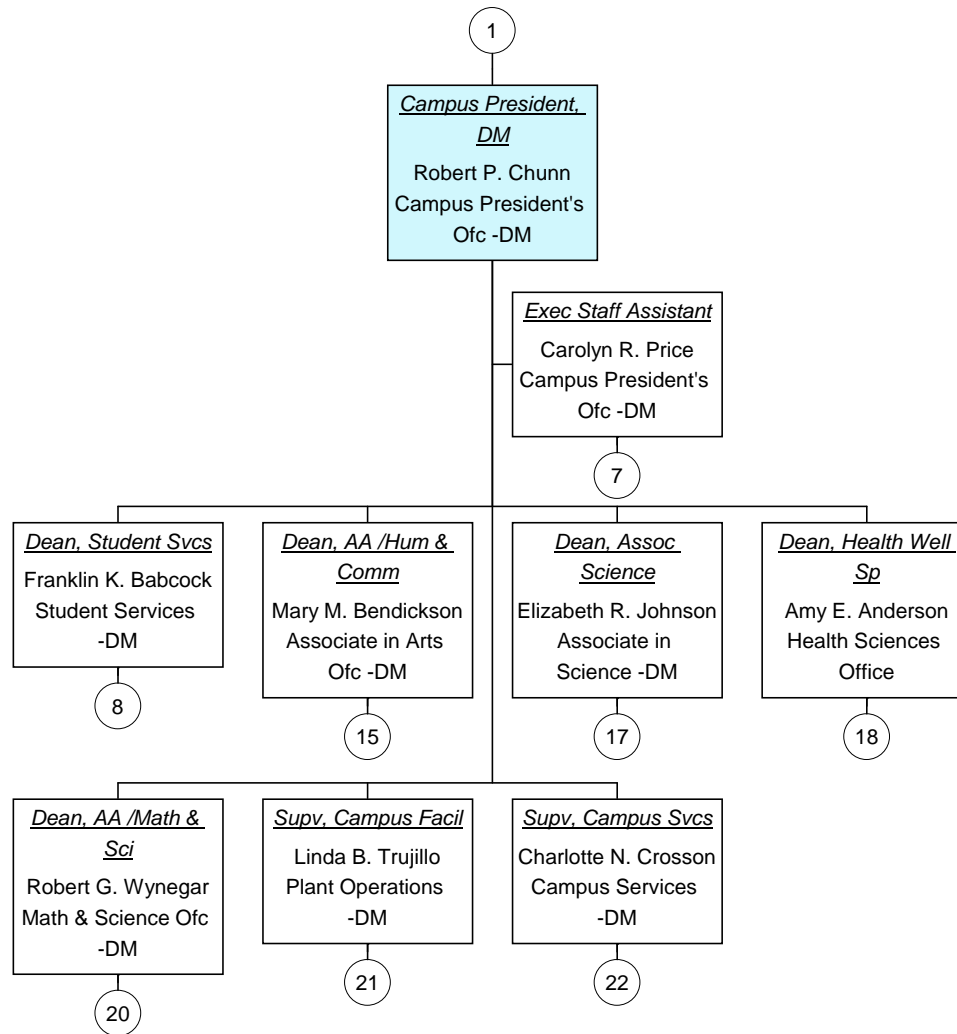 1
Campus President,
DM
Robert P. Chunn
Campus President's
Ofc -DM
Exec Staff Assistant
Carolyn R. Price
Campus President's
Ofc -DM
7
Dean, Student Svcs
Franklin K. Babcock
Student Services
-DM
8
Dean, AA /Hum &
Comm
Mary M. Bendickson
Associate in Arts
Ofc -DM
15
Dean, Assoc
Science
Elizabeth R. Johnson
Associate in
Science -DM
17
Dean, Health Well
Sp
Amy E. Anderson
Health Sciences
Office
18
Dean, AA /Math &
Sci
Robert G. Wynegar
Math & Science Ofc
-DM
20
Supv, Campus Facil
Linda B. Trujillo
Plant Operations
-DM
21
Supv, Campus Svcs
Charlotte N. Crosson
Campus Services
-DM
22